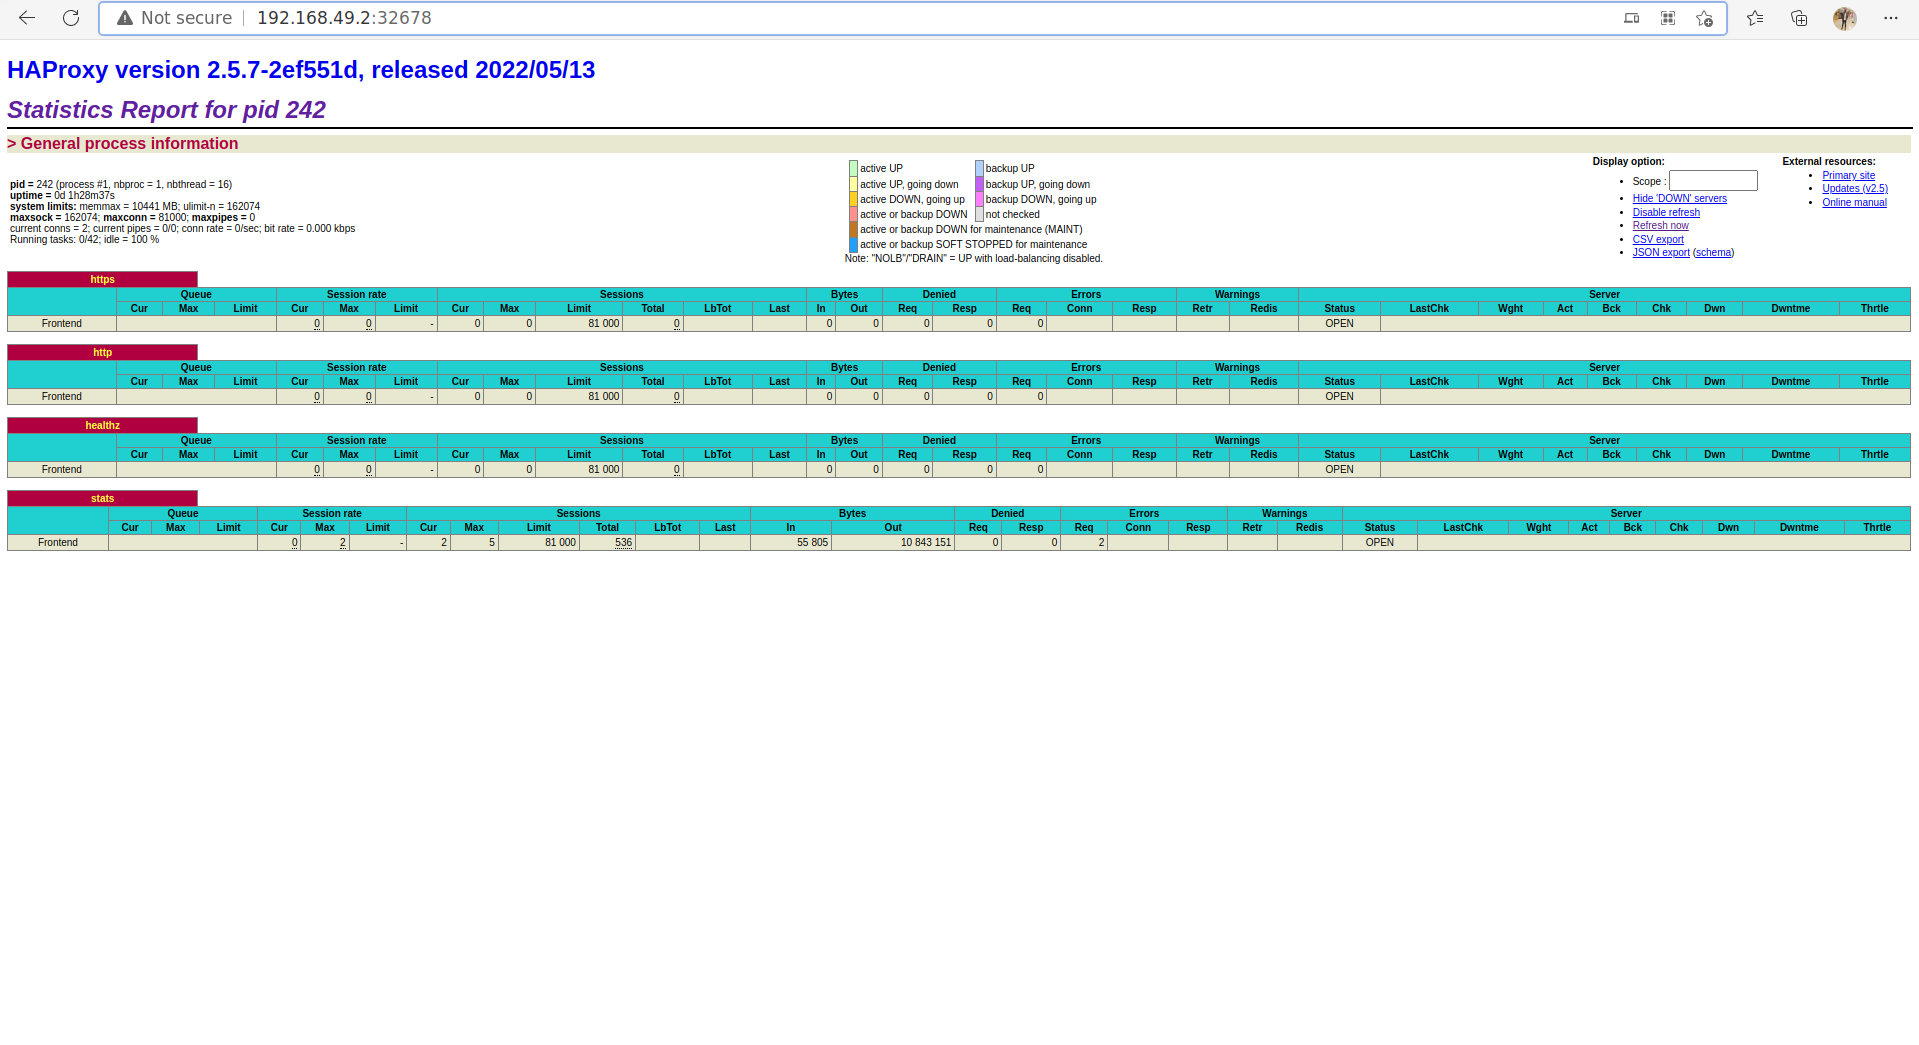 Not secure 192.168.49.2:32678
HAProxy version 2.5.7-2ef551d, released 2022/05/13
Statistics Report for pid 242
> General process information
pid = 242 (process #1, nbproc = 1, nbthread = 16)
uptime = 0d 1h28m37s
system limits: memmax = 10441 MB; ulimit-n = 162074
maxsock = 162074; maxconn = 81000; maxpipes = 0
current conns = 2; current pipes = 0/0; conn rate = 0/sec; bit rate = 0.000 kbps
Running tasks: 0/42; idle = 100 %
active UP backup UP
active UP, going down backup UP, going down
active DOWN, going up backup DOWN, going up
active or backup DOWN not checked
active or backup DOWN for maintenance (MAINT)
active or backup SOFT STOPPED for maintenance
Note: "NOLB"/"DRAIN" = UP with load-balancing disabled.
Display option:
• Scope :
• Hide 'DOWN' servers
• Disable refresh
• Refresh now
• CSV export
• JSON export (schema)
External resources:
• Primary site
• Updates (v2.5)
• Online manual
https
Queue Session rate Sessions Bytes Denied Errors Warnings Server
Cur Max Limit Cur Max Limit Cur Max Limit Total LbTot Last In Out Req Resp Req Conn Resp Retr Redis Status LastChk Wght Act Bck Chk Dwn Dwntme Thrtle
Frontend 0 0 - 0 0 81 000 0 0 0 0 0 0 OPEN
http
Queue Session rate Sessions Bytes Denied Errors Warnings Server
Cur Max Limit Cur Max Limit Cur Max Limit Total LbTot Last In Out Req Resp Req Conn Resp Retr Redis Status LastChk Wght Act Bck Chk Dwn Dwntme Thrtle
Frontend 0 0 - 0 0 81 000 0 0 0 0 0 0 OPEN
healthz
Queue Session rate Sessions Bytes Denied Errors Warnings Server
Cur Max Limit Cur Max Limit Cur Max Limit Total LbTot Last In Out Req Resp Req Conn Resp Retr Redis Status LastChk Wght Act Bck Chk Dwn Dwntme Thrtle
Frontend 0 0 - 0 0 81 000 0 0 0 0 0 0 OPEN
stats
Queue Session rate Sessions Bytes Denied Errors Warnings Server
Cur Max Limit Cur Max Limit Cur Max Limit Total LbTot Last In Out Req Resp Req Conn Resp Retr Redis Status LastChk Wght Act Bck Chk Dwn Dwntme Thrtle
Frontend 0 2 - 2 5 81 000 536 55 805 10 843 151 0 0 2 OPEN